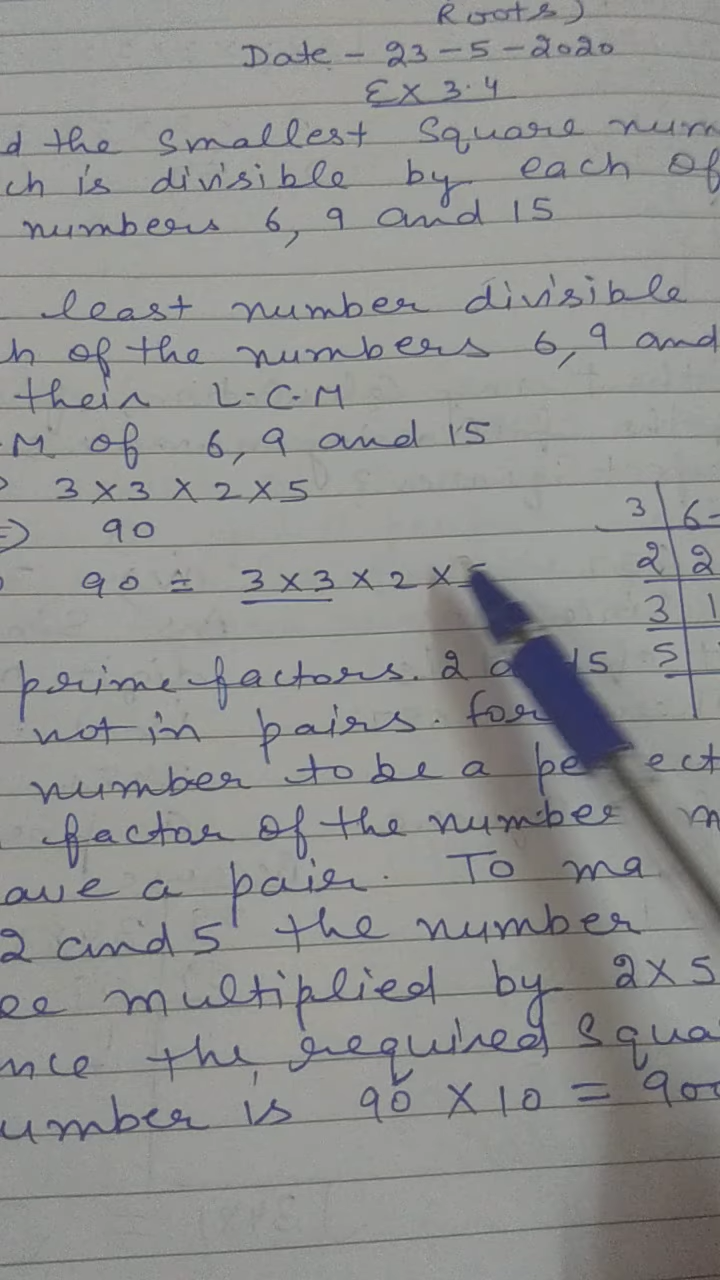 Roots)
Date - 23-5-2020
Ex 3.4
d the smallest square num
ch is divisible by each of
numbers 6, 9 and 15
least number divisible
h of the numbers 6, 9 and
their L-C-M
M of 6, 9 and 15
3 X 3 X 2 X 5
=> 90
90 = 3 X 3 X 2 X
3 | 6-
2 | 2
3 | 1
5 |
prime factors. 2 5
not in pairs. for
number to be a pe ect
factor of the number m
ave a pair. To ma
2 and 5 the number
ee multiplied by 2 X 5
nce the required squa
umber is 90 X 10 = 900